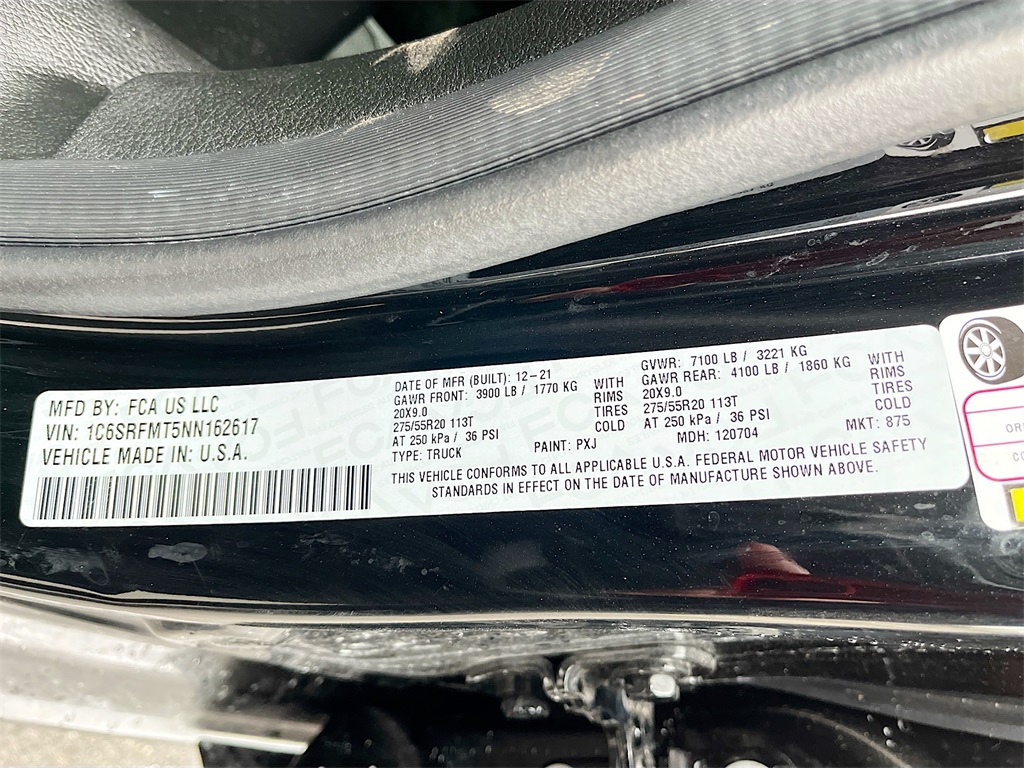 MFD BY: FCA US LLC
VIN: 1C6SRFMT5NN162617
VEHICLE MADE IN: U.S.A.
DATE OF MFR (BUILT): 12-21
GAWR FRONT: 3900 LB / 1770 KG WITH
20X9.0 RIMS
275/55R20 113T TIRES
AT 250 kPa / 36 PSI COLD
TYPE: TRUCK PAINT: PXJ
GVWR: 7100 LB / 3221 KG
GAWR REAR: 4100 LB / 1860 KG WITH
20X9.0 RIMS
275/55R20 113T TIRES
AT 250 kPa / 36 PSI COLD
MDH: 120704 MKT: 875
THIS VEHICLE CONFORMS TO ALL APPLICABLE U.S.A. FEDERAL MOTOR VEHICLE SAFETY
STANDARDS IN EFFECT ON THE DATE OF MANUFACTURE SHOWN ABOVE.